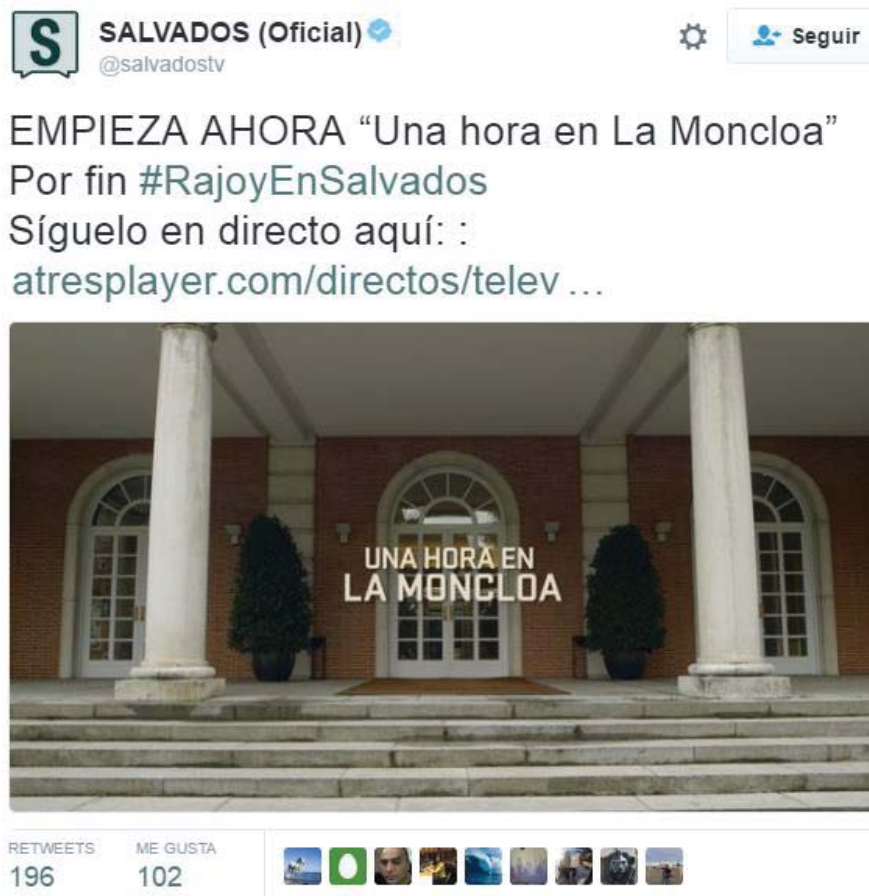 S
SALVADOS (Oficial)
@salvadostv
Seguir
EMPIEZA AHORA “Una hora en La Moncloa”
Por fin #RajoyEnSalvados
Síguelo en directo aquí: :
atresplayer.com/directos/telev ...
UNA HORA EN
LA MONCLOA
RETWEETS
196
ME GUSTA
102